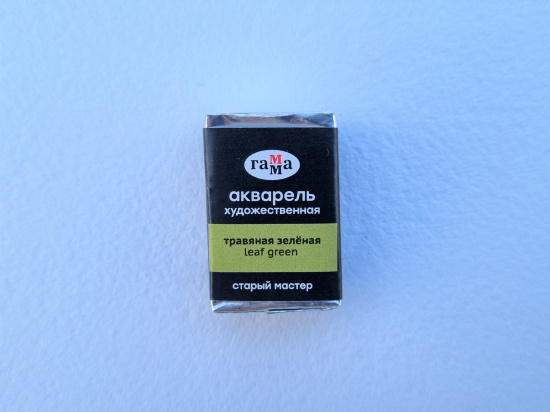 гамма
акварель
художественная
травяная зелёная
leaf green
старый мастер